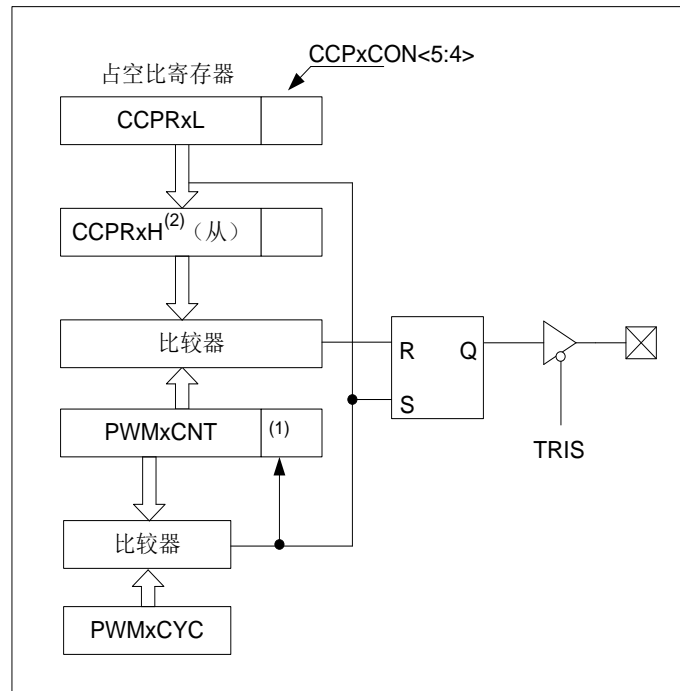 CCPxCON<5:4>
占空比寄存器
CCPRxL
CCPRxH(2)（从）
比较器
R Q
S
PWMxCNT (1)
TRIS
比较器
PWMxCYC